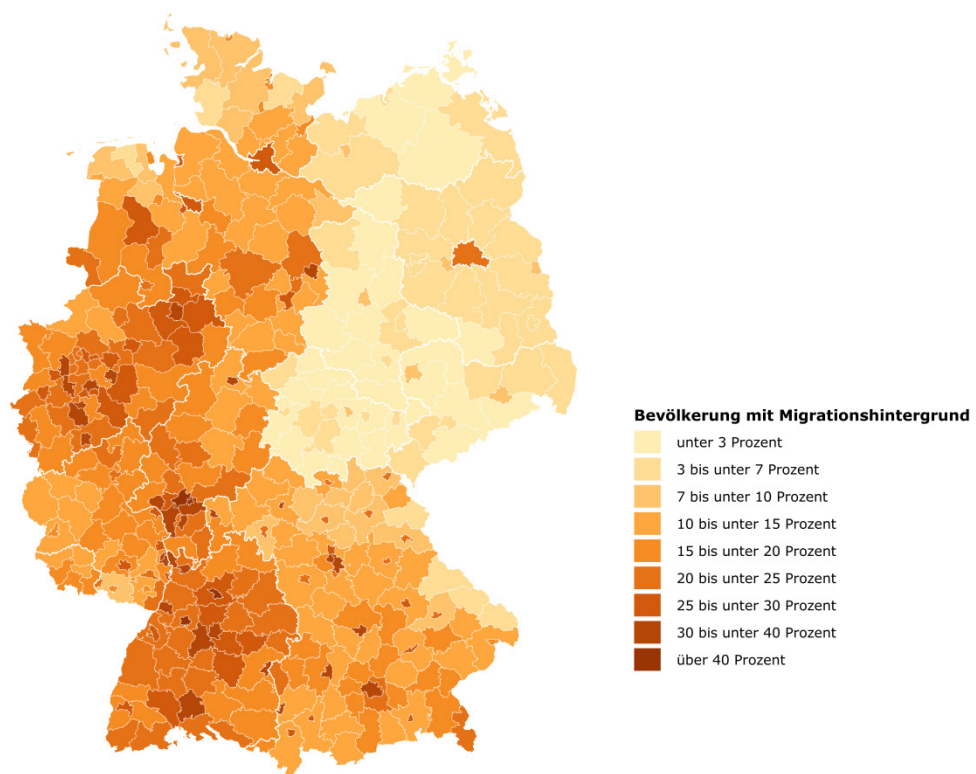 Bevölkerung mit Migrationshintergrund
unter 3 Prozent
3 bis unter 7 Prozent
7 bis unter 10 Prozent
10 bis unter 15 Prozent
15 bis unter 20 Prozent
20 bis unter 25 Prozent
25 bis unter 30 Prozent
30 bis unter 40 Prozent
über 40 Prozent